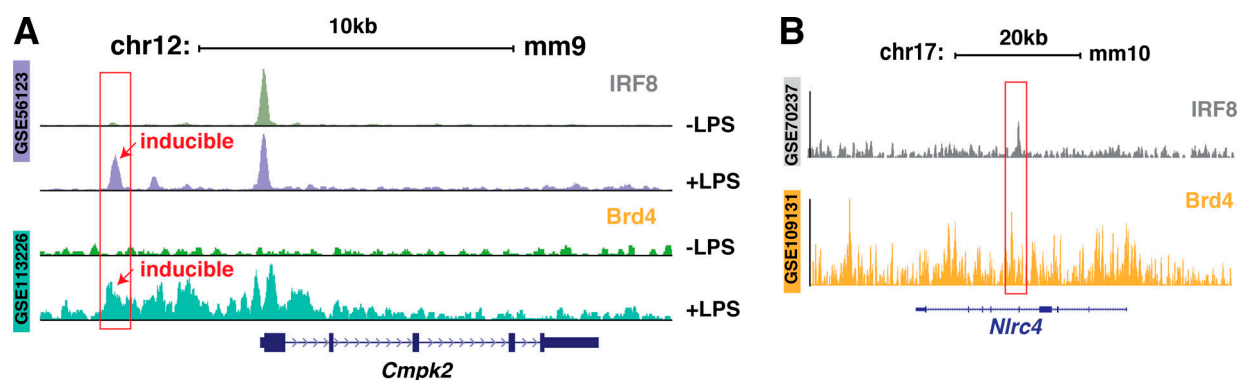 A
10kb
chr12:
mm9
GSE56123
IRF8
-LPS
inducible
+LPS
GSE113226
Brd4
-LPS
inducible
+LPS
Cmpk2
B
20kb
chr17:
mm10
GSE70237
IRF8
GSE109131
Brd4
Nlrc4